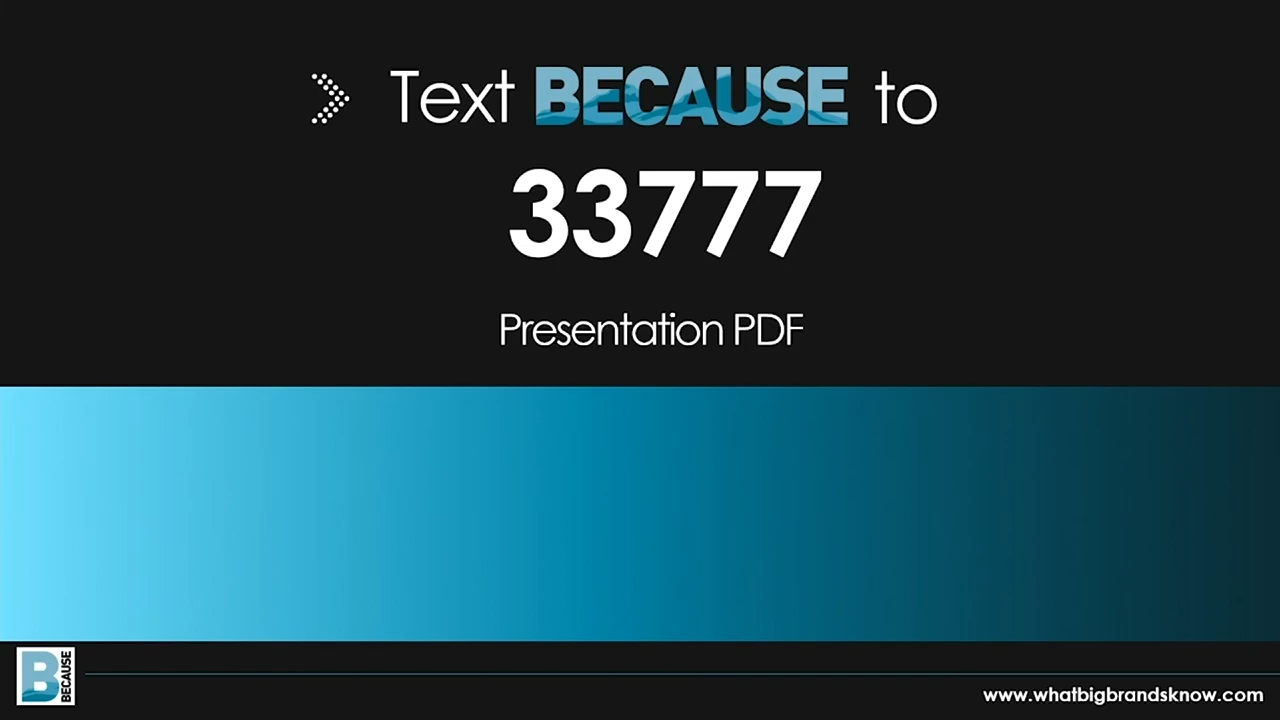 Text BECAUSE to
33777
Presentation PDF
B BECAUSE
www.whatbigbrandsknow.com